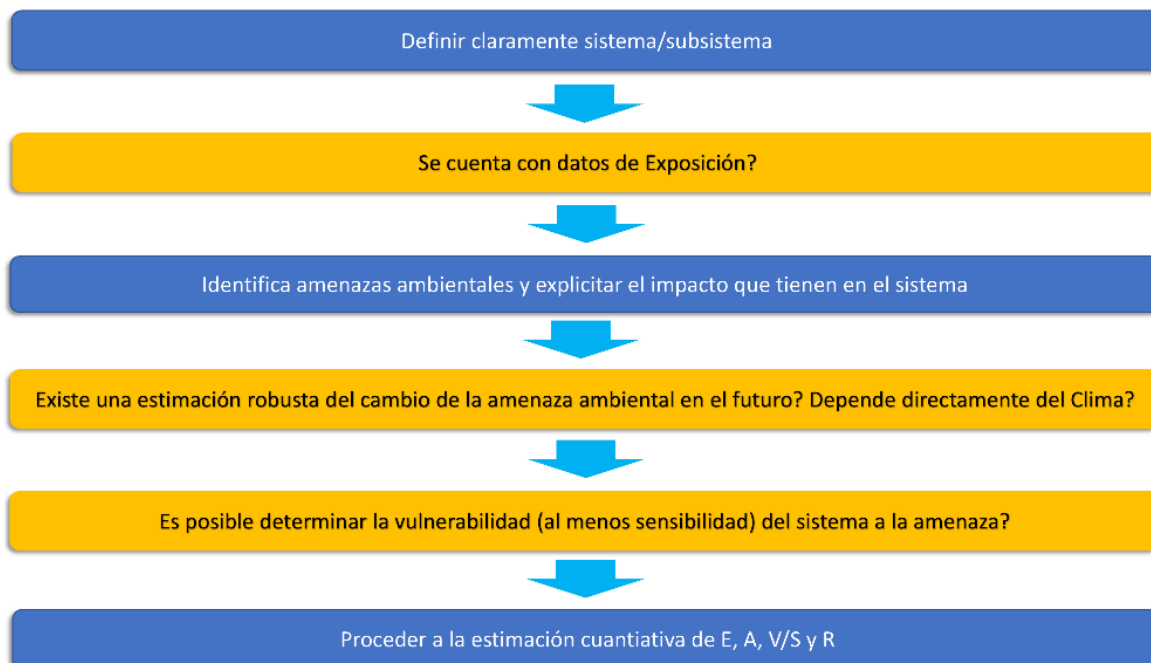 Definir claramente sistema/subsistema
Se cuenta con datos de Exposición?
Identifica amenazas ambientales y explicitar el impacto que tienen en el sistema
Existe una estimación robusta del cambio de la amenaza ambiental en el futuro? Depende directamente del Clima?
Es posible determinar la vulnerabilidad (al menos sensibilidad) del sistema a la amenaza?
Proceder a la estimación cuantiativa de E, A, V/S y R